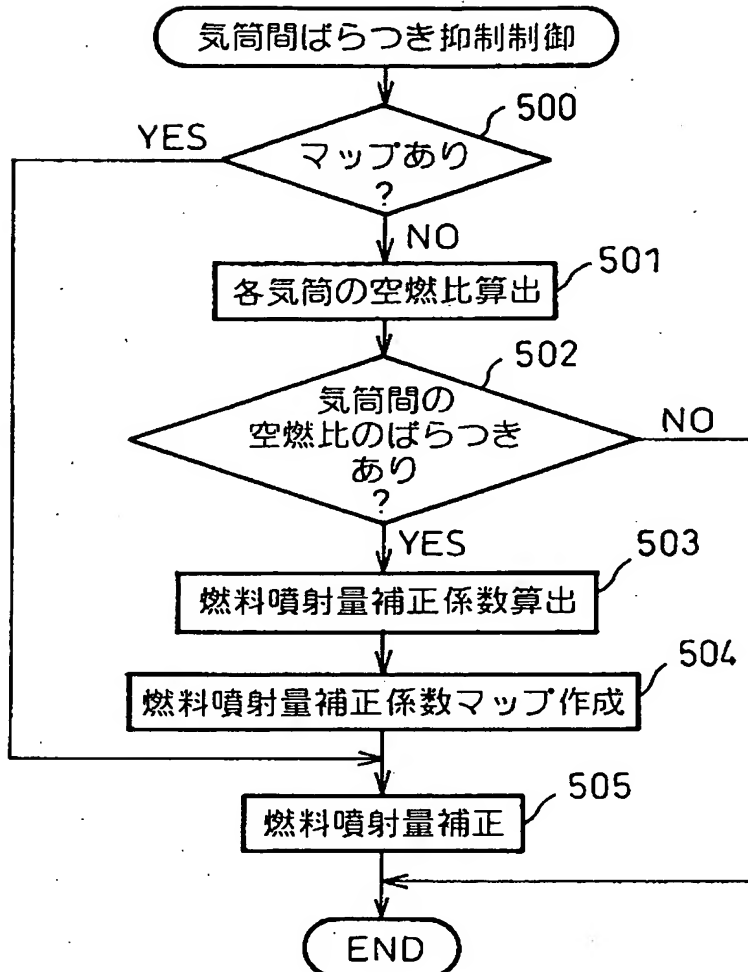 気筒間ばらつき抑制制御
500
YES
マップあり
?
NO
501
各気筒の空燃比算出
502
気筒間の
空燃比のばらつき
あり
?
NO
YES
503
燃料噴射量補正係数算出
504
燃料噴射量補正係数マップ作成
505
燃料噴射量補正
END